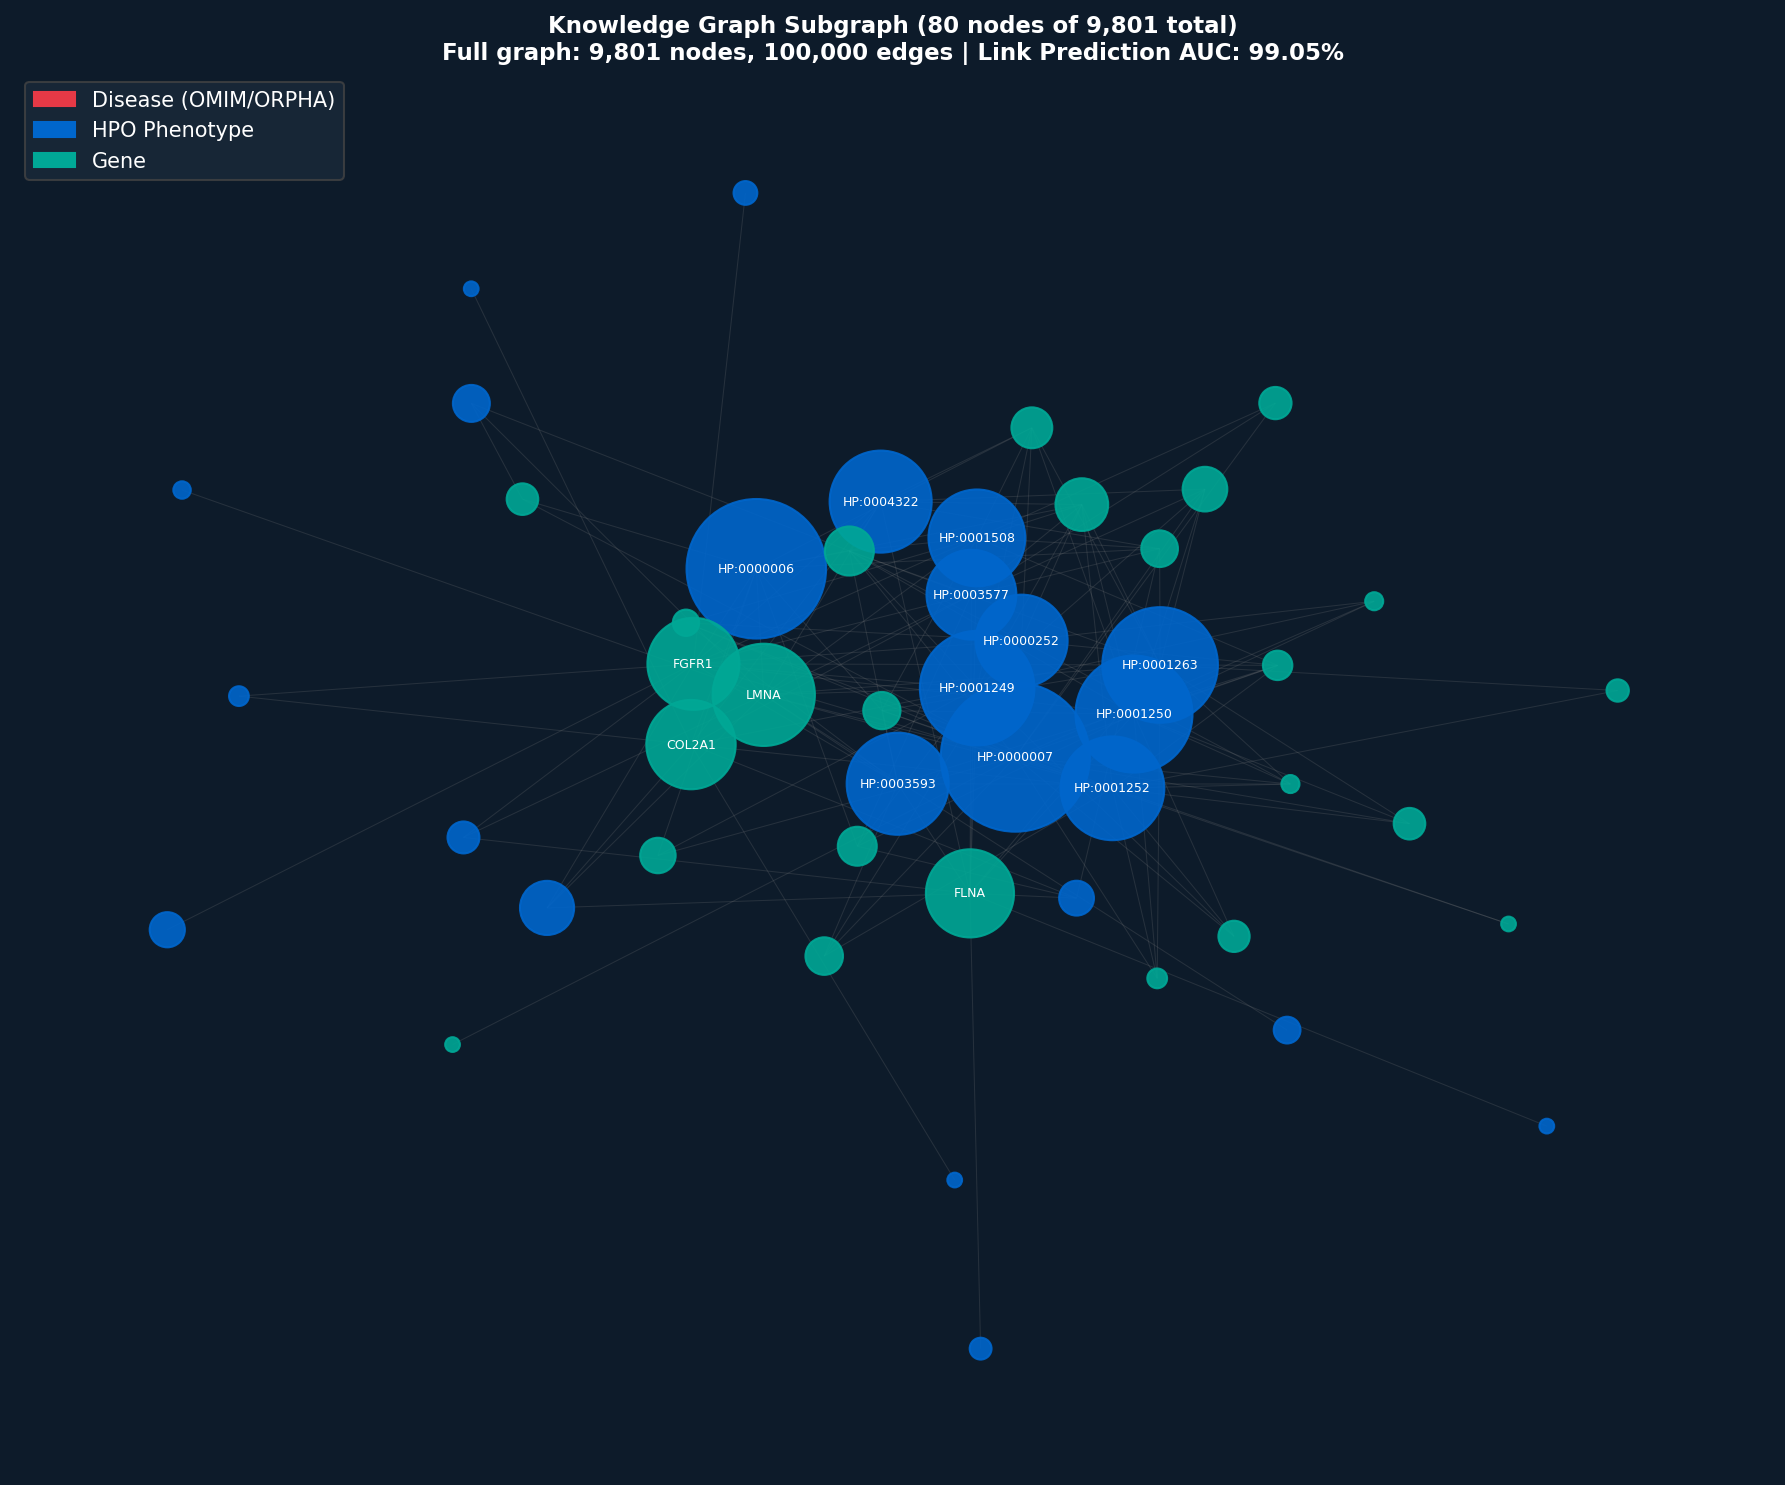 Knowledge Graph Subgraph (80 nodes of 9,801 total)
Full graph: 9,801 nodes, 100,000 edges | Link Prediction AUC: 99.05%
Disease (OMIM/ORPHA)
HPO Phenotype
Gene
HP:0004322
HP:0001508
HP:0000006
HP:0003577
HP:0000252
FGFR1
HP:0001263
HP:0001249
LMNA
HP:0001250
COL2A1
HP:0000007
HP:0003593
HP:0001252
FLNA